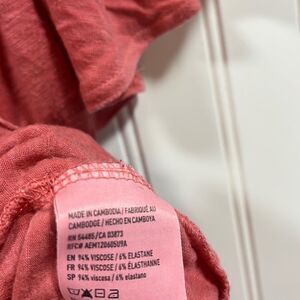 MADE IN CAMBODIA / FABRIQUÉ AU
CAMBODGE / HECHO EN CAMBOYA
RN 54485 / CA 03873
RFC# AEM120605U9A
EN 94% VISCOSE / 6% ELASTANE
FR 94% VISCOSE / 6% ÉLASTHANNE
SP 94% viscosa / 6% elastano